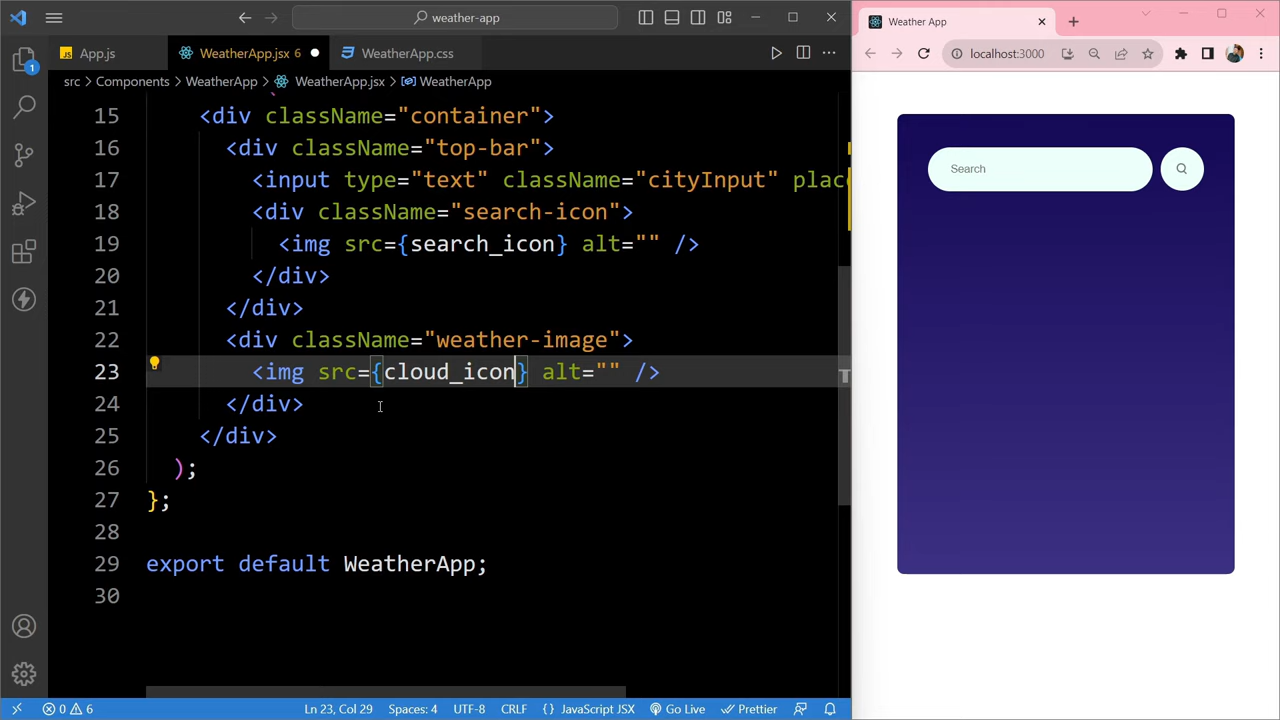 weather-app
App.js
WeatherApp.jsx 6
WeatherApp.css
src > Components > WeatherApp > WeatherApp.jsx > WeatherApp
15 <div className="container">
16 <div className="top-bar">
17 <input type="text" className="cityInput" place
18 <div className="search-icon">
19 <img src={search_icon} alt="" />
20 </div>
21 </div>
22 <div className="weather-image">
23 <img src={cloud_icon} alt="" />
24 </div>
25 </div>
26 );
27 };
28
29 export default WeatherApp;
30
1
0 6
Ln 23, Col 29 Spaces: 4 UTF-8 CRLF {} JavaScript JSX Go Live Prettier
Weather App
localhost:3000
Search